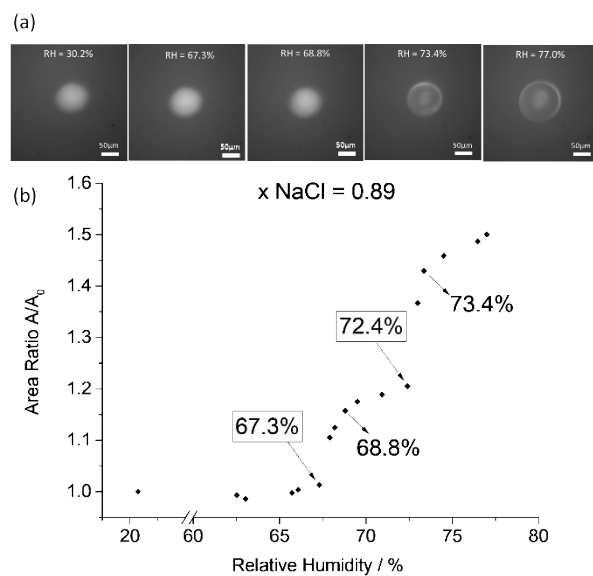 (a)
RH = 30.2% RH = 67.3% RH = 68.8% RH = 73.4% RH = 77.0%
50μm 50μm 50μm 50μm 50μm
(b)
x NaCl = 0.89
1.6
1.5
1.4
1.3
1.2
1.1
1.0
Area Ratio A/A₀
73.4%
72.4%
67.3%
68.8%
20 60 65 70 75 80
Relative Humidity / %